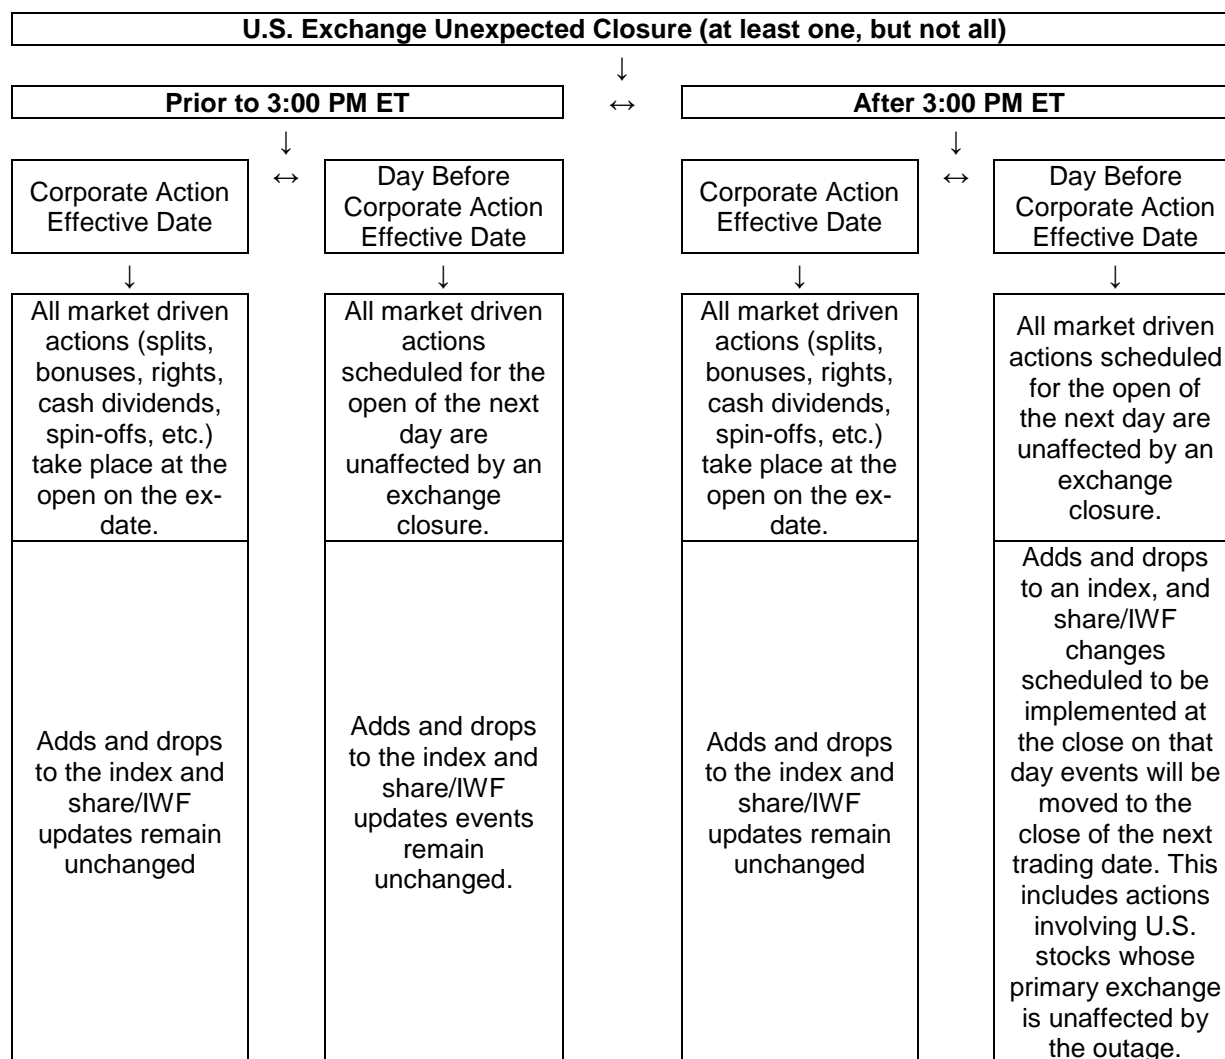 U.S. Exchange Unexpected Closure (at least one, but not all)
↓
Prior to 3:00 PM ET
↔
After 3:00 PM ET
↓
↓
Corporate Action
Effective Date
↔
Day Before
Corporate Action
Effective Date
Corporate Action
Effective Date
↔
Day Before
Corporate Action
Effective Date
↓
↓
↓
↓
All market driven
actions (splits,
bonuses, rights,
cash dividends,
spin-offs, etc.)
take place at the
open on the ex-
date.
All market driven
actions
scheduled for the
open of the next
day are
unaffected by an
exchange
closure.
All market driven
actions (splits,
bonuses, rights,
cash dividends,
spin-offs, etc.)
take place at the
open on the ex-
date.
All market driven
actions scheduled
for the open of
the next day are
unaffected by an
exchange
closure.
Adds and drops
to the index and
share/IWF
updates remain
unchanged
Adds and drops
to the index and
share/IWF
updates events
remain
unchanged.
Adds and drops
to the index and
share/IWF
updates remain
unchanged
Adds and drops
to an index, and
share/IWF
changes
scheduled to be
implemented at
the close on that
day events will be
moved to the
close of the next
trading date. This
includes actions
involving U.S.
stocks whose
primary exchange
is unaffected by
the outage.